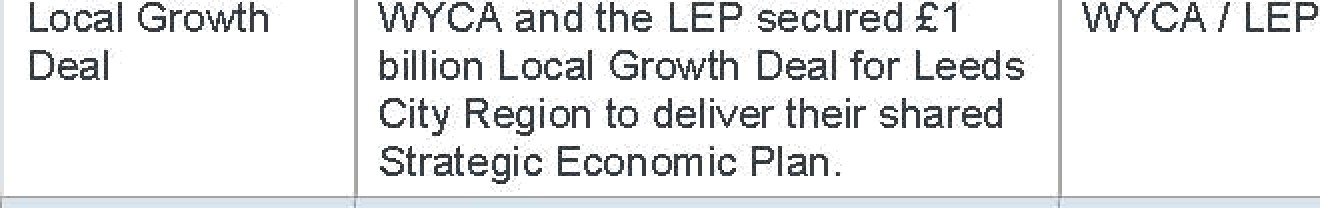 Local Growth
Deal
WYCA and the LEP secured £1
billion Local Growth Deal for Leeds
City Region to deliver their shared
Strategic Economic Plan.
WYCA / LEP